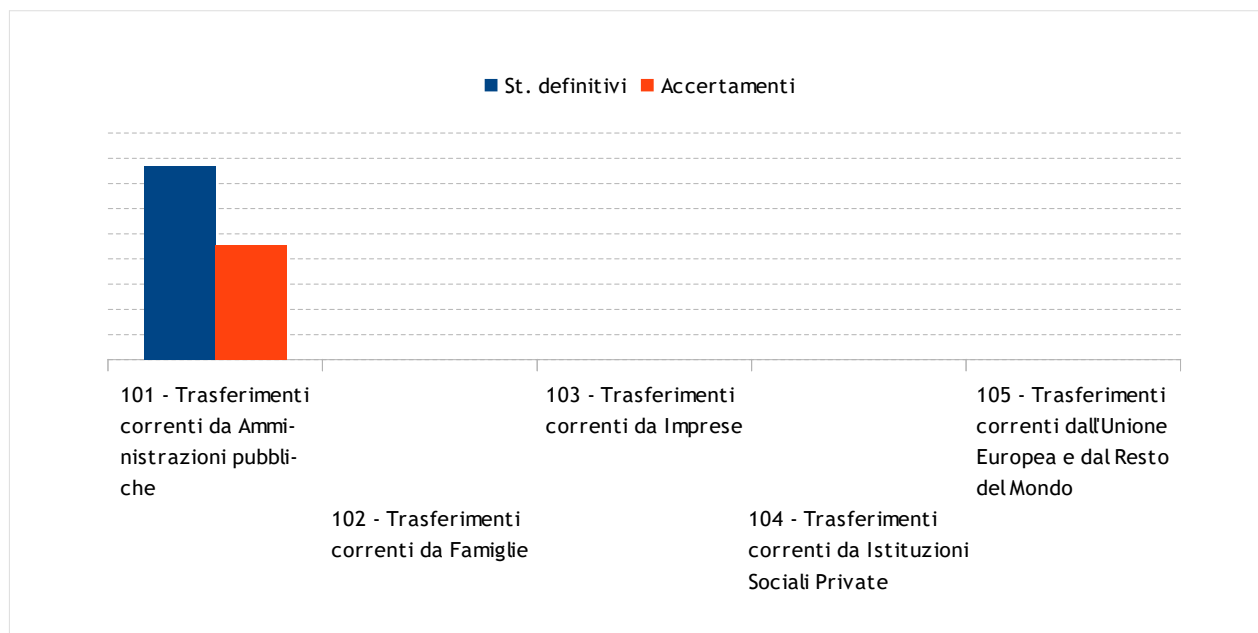 St. definitivi Accertamenti
101 - Trasferimenti
correnti da Ammi-
nistrazioni pubbli-
che
102 - Trasferimenti
correnti da Famiglie
103 - Trasferimenti
correnti da Imprese
104 - Trasferimenti
correnti da Istituzioni
Sociali Private
105 - Trasferimenti
correnti dall'Unione
Europea e dal Resto
del Mondo